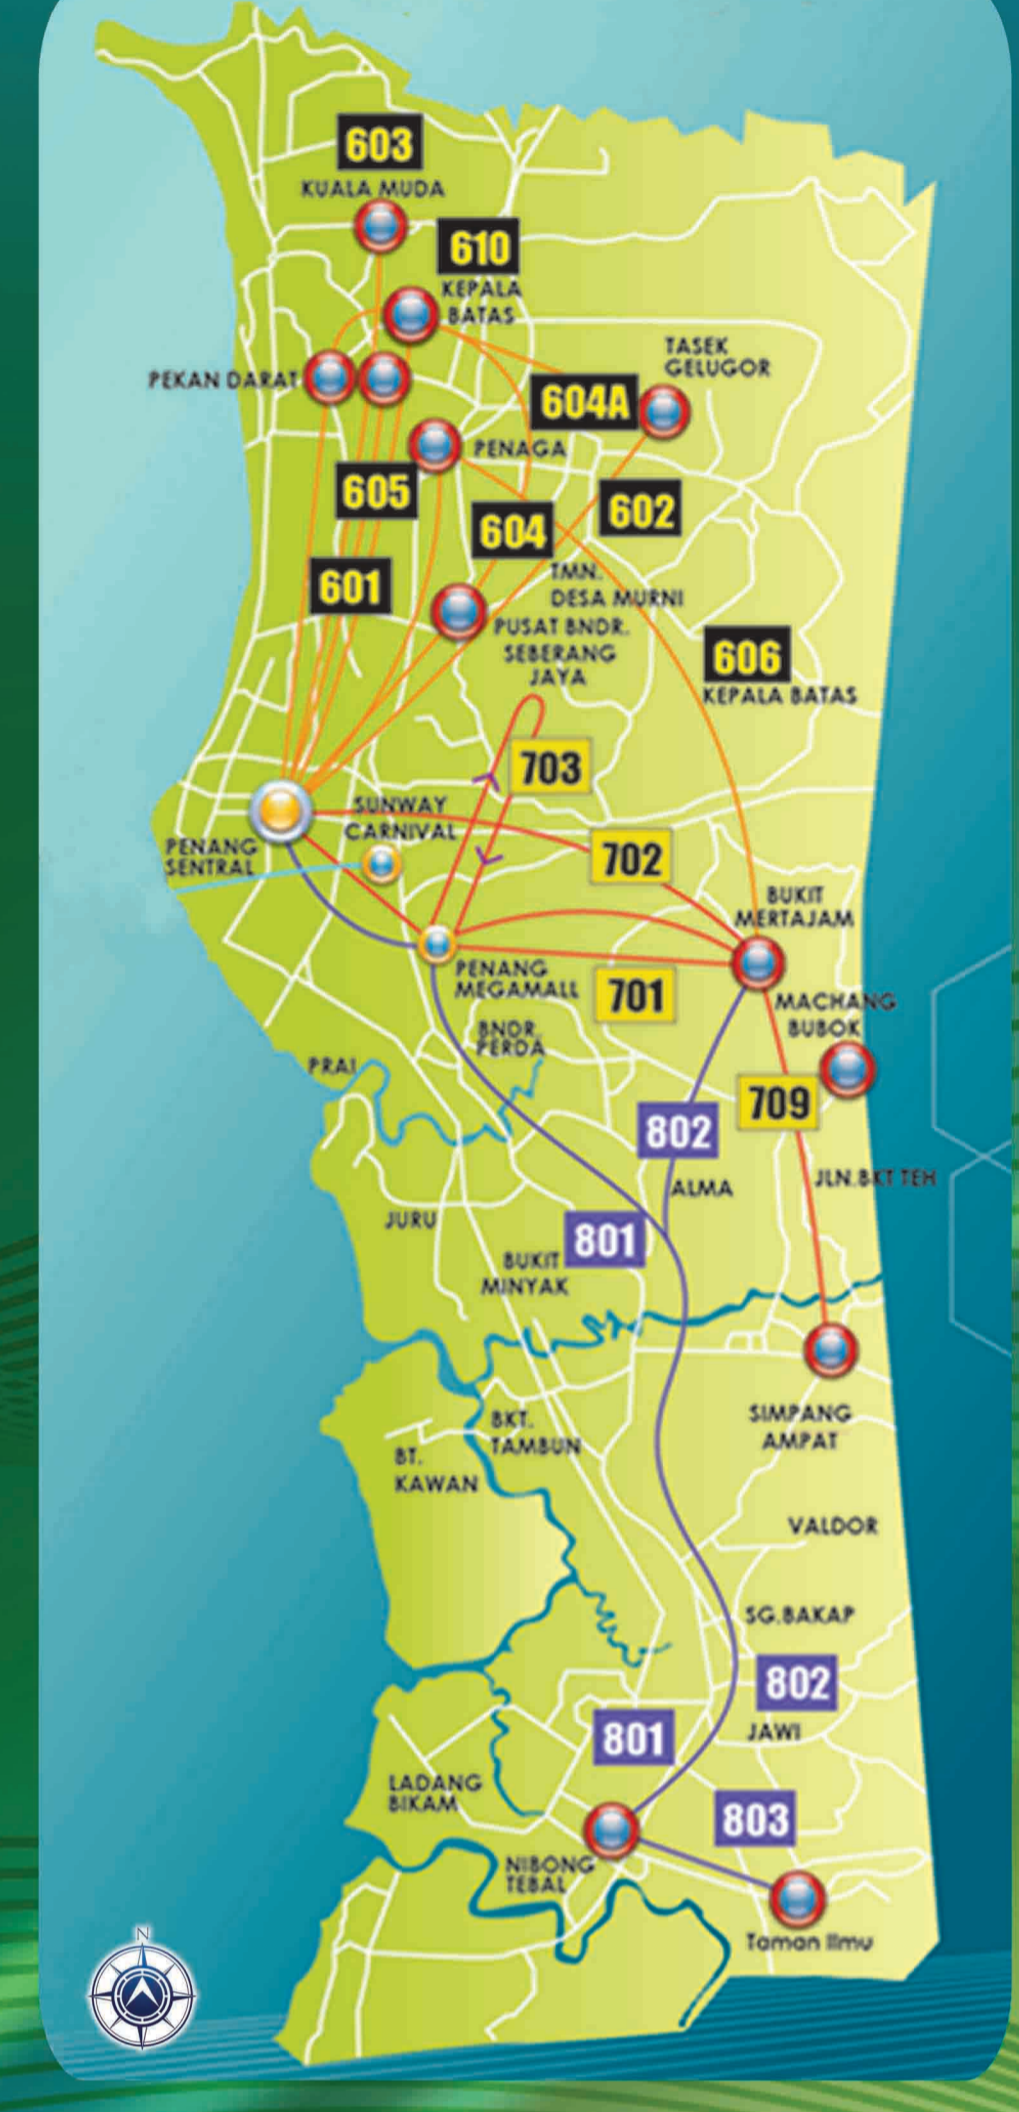 603
KUALA MUDA
610
KEPALA
BATAS
TASEK
GELUGOR
PEKAN DARAT
604A
PENAGA
605
602
604
601
TMN.
DESA MURNI
PUSAT BNDR.
SEBERANG
JAYA
606
KEPALA BATAS
703
SUNWAY
CARNIVAL
PENANG
SENTRAL
702
BUKIT
MERTAJAM
PENANG
MEGAMALL
701
MACHANG
BUBOK
BNDR.
PERDA
PRAI
709
802
JLN.BKT TEH
ALMA
JURU
801
BUKIT
MINYAK
SIMPANG
AMPAT
BKT.
TAMBUN
BT.
KAWAN
VALDOR
SG.BAKAP
802
801
JAWI
LADANG
BIKAM
803
NIBONG
TEBAL
Taman Ilmu
N